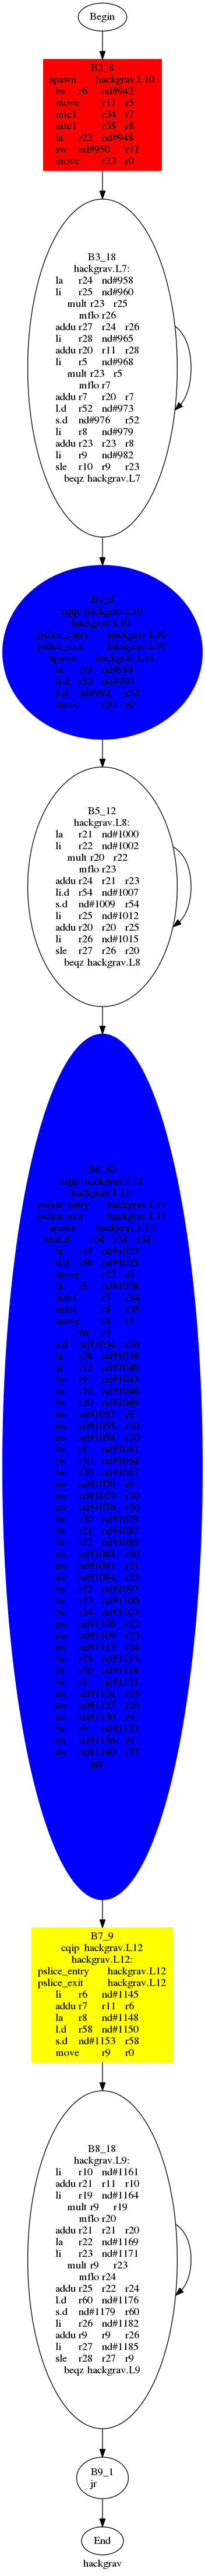 Begin
B2_8
spawn hackgrav.L10
lw r6 nd#942
move r11 r5
mtc1 r34 r7
mtc1 r35 r8
la r22 nd#948
sw nd#950 r11
move r23 r0
B3_18
hackgrav.L7:
la r24 nd#958
li r25 nd#960
mult r23 r25
mflo r26
addu r27 r24 r26
li r28 nd#965
addu r20 r11 r28
li r5 nd#968
mult r23 r5
mflo r7
addu r7 r20 r7
l.d r52 nd#973
s.d nd#976 r52
li r8 nd#979
addu r23 r23 r8
li r9 nd#982
sle r10 r9 r23
beqz hackgrav.L7
B4_8
cqip hackgrav.L10
hackgrav.L10:
pslice_entry hackgrav.L10
pslice_exit hackgrav.L10
spawn hackgrav.L11
la r19 nd#988
li.d r52 nd#990
s.d nd#992 r52
move r20 r0
B5_12
hackgrav.L8:
la r21 nd#1000
li r22 nd#1002
mult r20 r22
mflo r23
addu r24 r21 r23
li.d r54 nd#1007
s.d nd#1009 r54
li r25 nd#1012
addu r20 r20 r25
li r26 nd#1015
sle r27 r26 r20
beqz hackgrav.L8
B6_50
cqip hackgrav.L11
hackgrav.L11:
pslice_entry hackgrav.L11
pslice_exit hackgrav.L11
spawn hackgrav.L12
mul.d r34 r34 r34
la r19 nd#1023
li.d r56 nd#1025
move r27 r0
la r5 nd#1028
mfc1 r7 r34
mfc1 r8 r35
move r4 r2
la r3
s.d nd#1034 r56
la r28 nd#1038
la r12 nd#1040
lw r9 nd#1043
lw r10 nd#1046
lw r20 nd#1049
sw nd#1052 r9
sw nd#1055 r10
sw nd#1058 r20
lw r9 nd#1061
lw r10 nd#1064
lw r20 nd#1067
sw nd#1070 r9
sw nd#1073 r10
sw nd#1076 r20
lw r20 nd#1079
lw r21 nd#1082
lw r22 nd#1085
sw nd#1088 r20
sw nd#1091 r21
sw nd#1094 r22
lw r22 nd#1097
lw r23 nd#1100
lw r24 nd#1103
sw nd#1106 r22
sw nd#1109 r23
sw nd#1112 r24
lw r25 nd#1115
lw r26 nd#1118
lw r9 nd#1121
sw nd#1124 r25
sw nd#1127 r26
sw nd#1130 r9
lw r9 nd#1133
sw nd#1136 r9
sw nd#1140 r27
jalr
B7_9
cqip hackgrav.L12
hackgrav.L12:
pslice_entry hackgrav.L12
pslice_exit hackgrav.L12
li r6 nd#1145
addu r7 r11 r6
la r8 nd#1148
l.d r58 nd#1150
s.d nd#1153 r58
move r9 r0
B8_18
hackgrav.L9:
li r10 nd#1161
addu r21 r11 r10
li r19 nd#1164
mult r9 r19
mflo r20
addu r21 r21 r20
la r22 nd#1169
li r23 nd#1171
mult r9 r23
mflo r24
addu r25 r22 r24
l.d r60 nd#1176
s.d nd#1179 r60
li r26 nd#1182
addu r9 r9 r26
li r27 nd#1185
sle r28 r27 r9
beqz hackgrav.L9
B9_1
jr
End
hackgrav